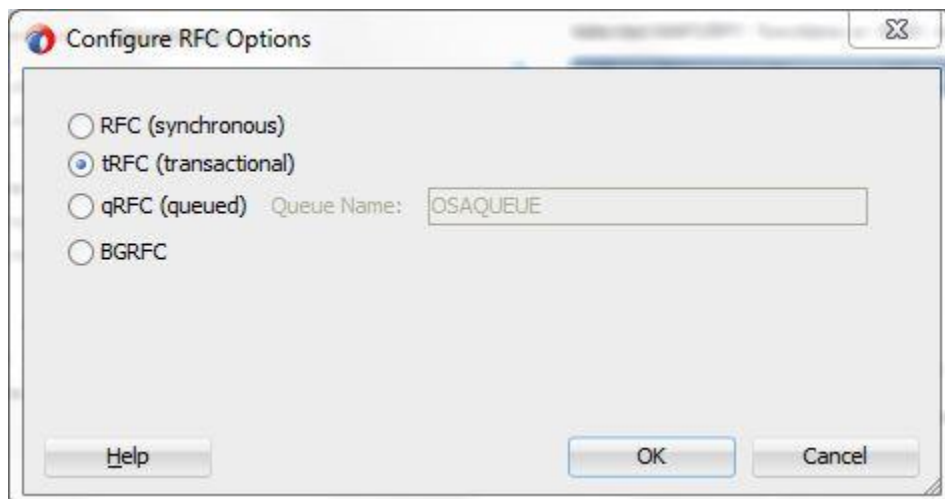 Configure RFC Options
RFC (synchronous)
tRFC (transactional)
qRFC (queued) Queue Name: OSAQUEUE
BGRFC
Help OK Cancel